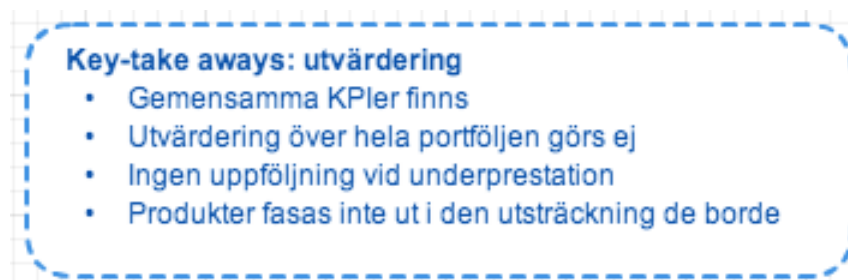 Key-take aways: utvärdering
• Gemensamma KPIer finns
• Utvärdering över hela portföljen görs ej
• Ingen uppföljning vid underprestation
• Produkter fasas inte ut i den utsträckning de borde